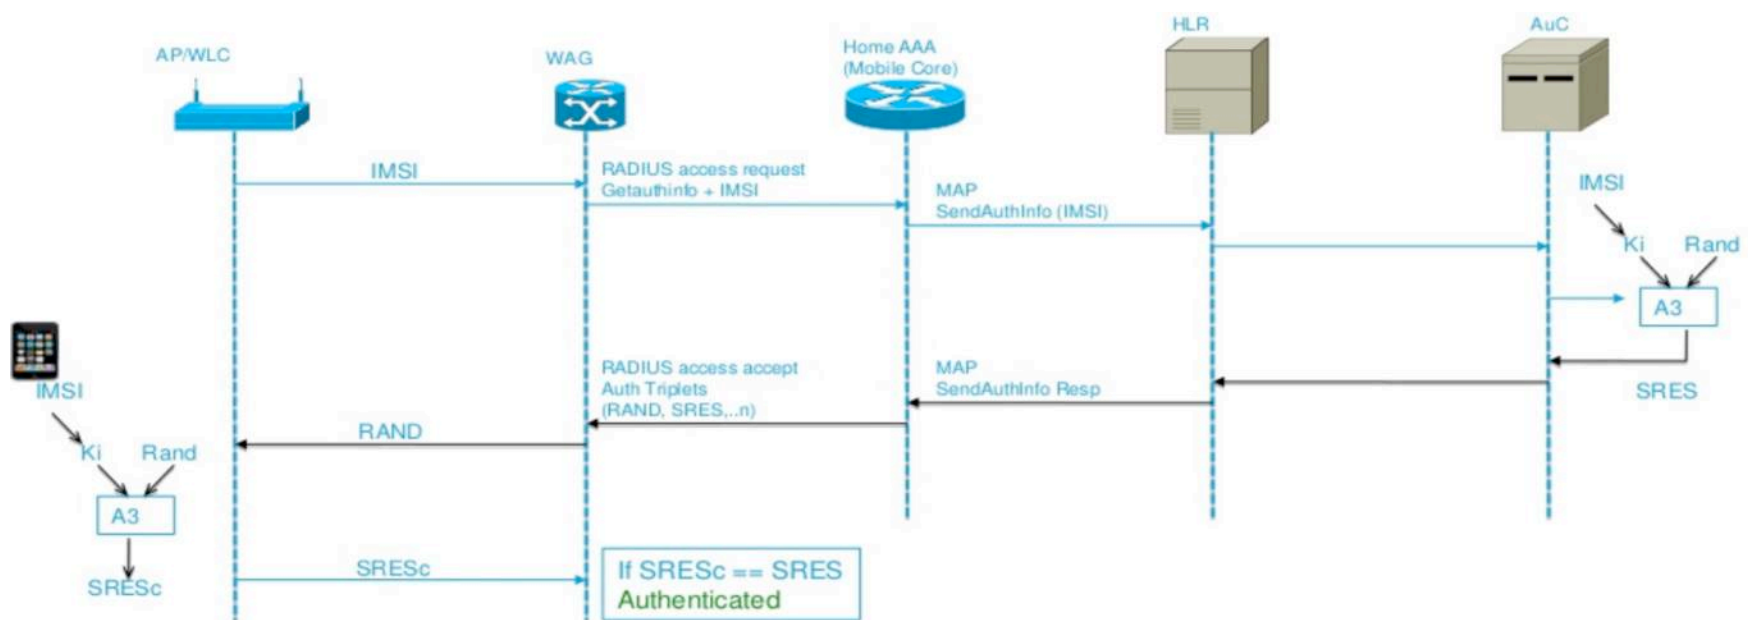 AP/WLC
WAG
Home AAA
(Mobile Core)
HLR
AuC
IMSI
RADIUS access request
Getauthinfo + IMSI
MAP
SendAuthInfo (IMSI)
IMSI
Ki
Rand
A3
SRES
MAP
SendAuthInfo Resp
RADIUS access accept
Auth Triplets
(RAND, SRES,..n)
RAND
IMSI
Ki
Rand
A3
SRESc
SRESc
If SRESc == SRES
Authenticated